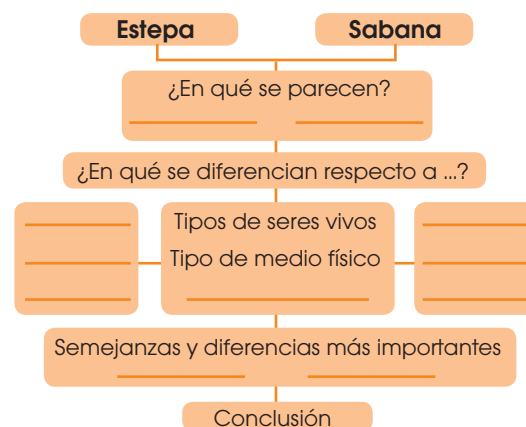 Estepa
Sabana
¿En qué se parecen?
¿En qué se diferencian respecto a ...?
Tipos de seres vivos
Tipo de medio físico
Semejanzas y diferencias más importantes
Conclusión